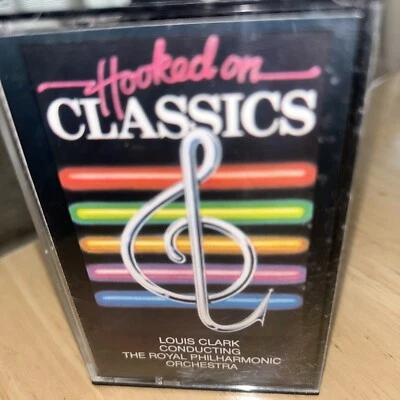 Hooked on
CLASSICS
LOUIS CLARK
CONDUCTING
THE ROYAL PHILHARMONIC
ORCHESTRA